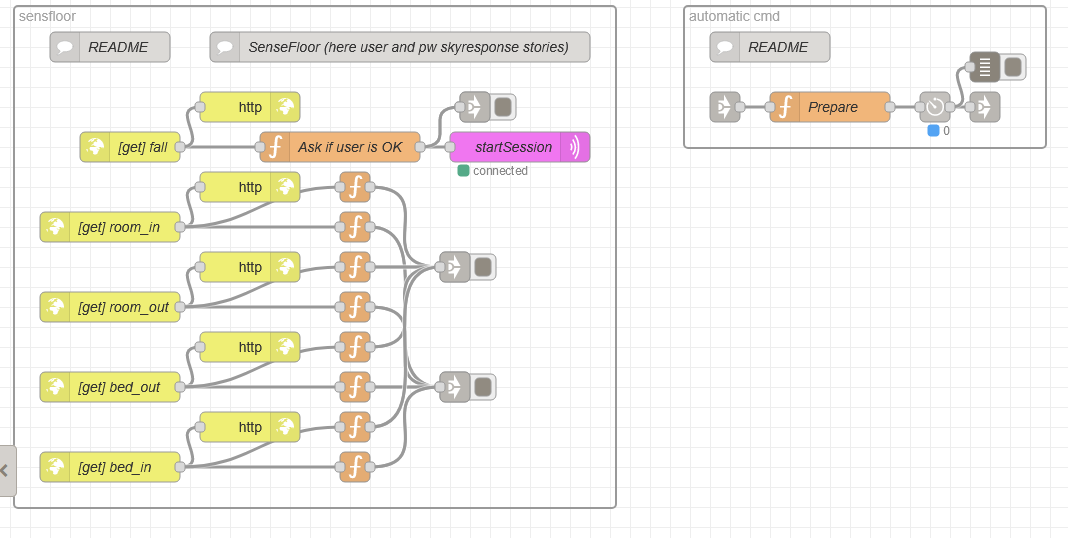 sensfloor
README
SenseFloor (here user and pw skyresponse stories)
http
[get] fall
Ask if user is OK
startSession
connected
http
[get] room_in
http
[get] room_out
http
[get] bed_out
http
[get] bed_in
automatic cmd
README
Prepare
0